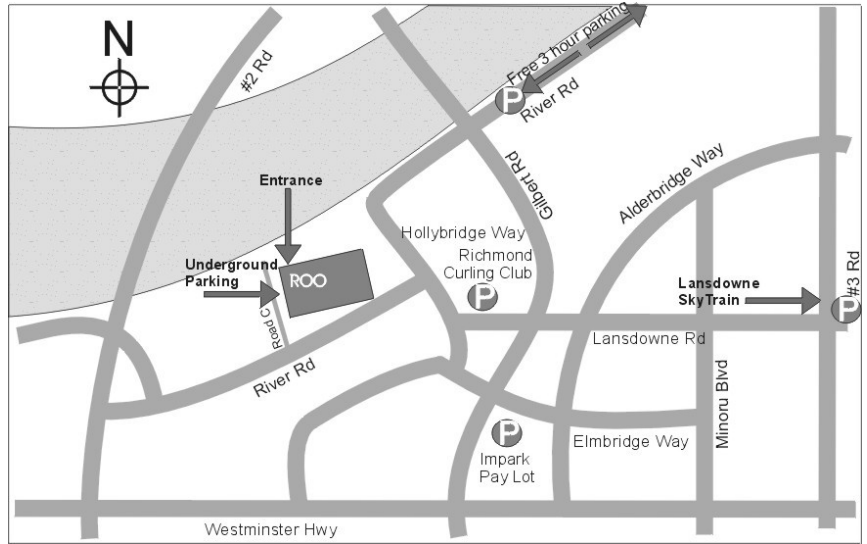 N
#2 Rd
Free 3 hour parking
P
River Rd
Gilbert Rd
Alderbridge Way
Entrance
Hollybridge Way
Richmond
Curling Club
P
Underground
Parking
ROO
Road C
Lansdowne
SkyTrain
#3 Rd
P
Lansdowne Rd
River Rd
Minoru Blvd
P
Elmbridge Way
Impark
Pay Lot
Westminster Hwy